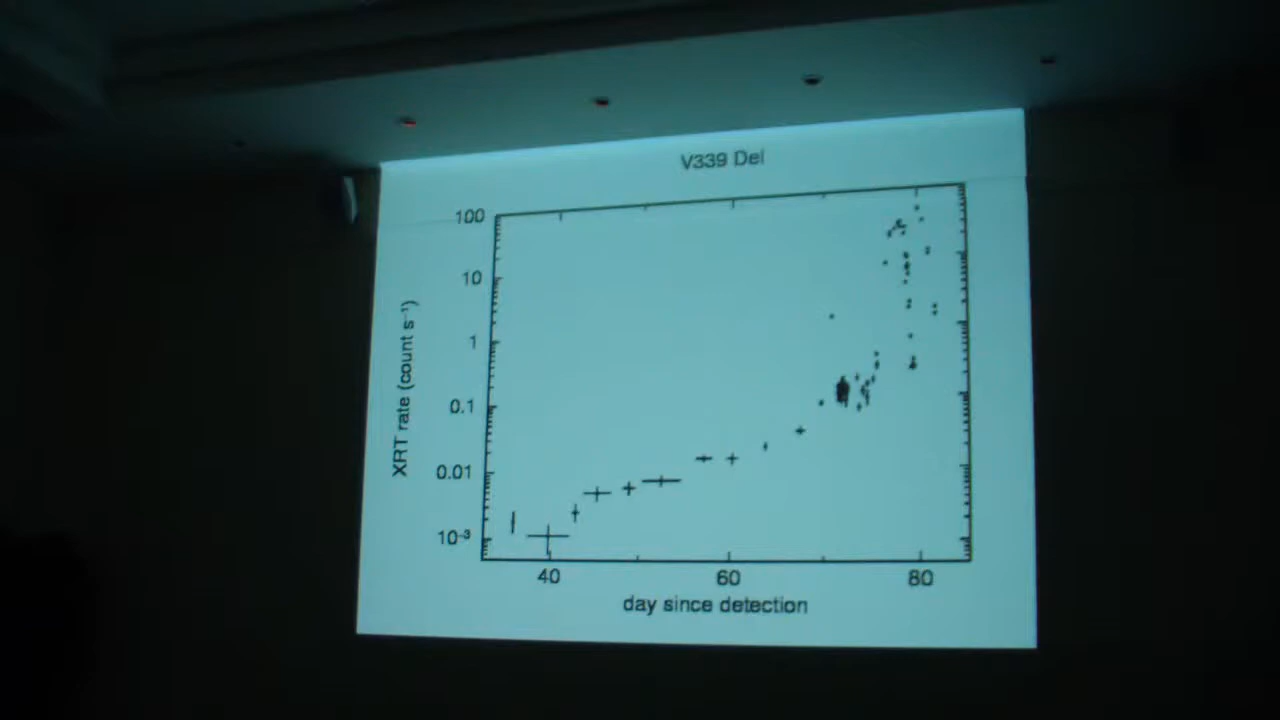 V339 Del
100
10
1
0.1
0.01
10⁻³
XRT rate (count s⁻¹)
40 60 80
day since detection